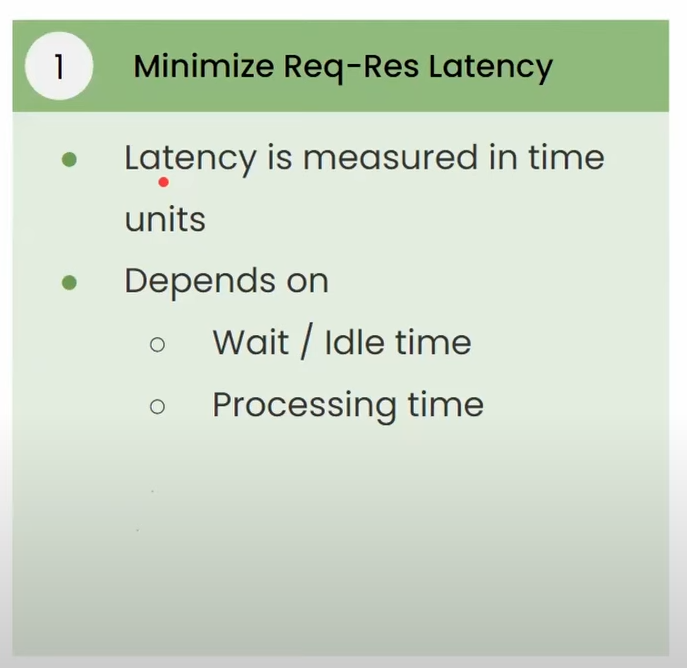 1
Minimize Req-Res Latency
Latency is measured in time
units
Depends on
Wait / Idle time
Processing time